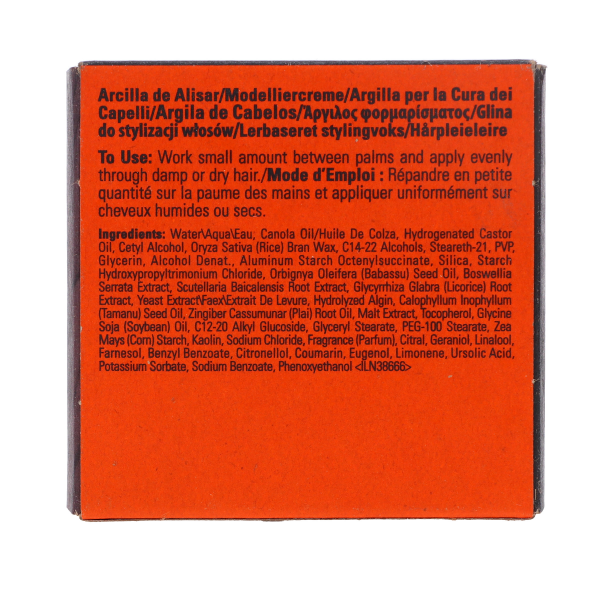 Arcilla de Alisar/Modelliercreme/Argilla per la Cura dei
Capelli/Argila de Cabelos/Άργιλος φορμαρίσματος/Glina
do stylizacji włosów/Lerbaseret stylingvoks/Hårpleieleire
To Use: Work small amount between palms and apply evenly
through damp or dry hair./Mode d'Emploi : Répandre en petite
quantité sur la paume des mains et appliquer uniformément sur
cheveux humides ou secs.
Ingredients: Water\Aqua\Eau, Canola Oil/Huile De Colza, Hydrogenated Castor
Oil, Cetyl Alcohol, Oryza Sativa (Rice) Bran Wax, C14-22 Alcohols, Steareth-21, PVP,
Glycerin, Alcohol Denat., Aluminum Starch Octenylsuccinate, Silica, Starch
Hydroxypropyltrimonium Chloride, Orbignya Oleifera (Babassu) Seed Oil, Boswellia
Serrata Extract, Scutellaria Baicalensis Root Extract, Glycyrrhiza Glabra (Licorice) Root
Extract, Yeast Extract\Faex\Extrait De Levure, Hydrolyzed Algin, Calophyllum Inophyllum
(Tamanu) Seed Oil, Zingiber Cassumunar (Plai) Root Oil, Malt Extract, Tocopherol, Glycine
Soja (Soybean) Oil, C12-20 Alkyl Glucoside, Glyceryl Stearate, PEG-100 Stearate, Zea
Mays (Corn) Starch, Kaolin, Sodium Chloride, Fragrance (Parfum), Citral, Geraniol, Linalool,
Farnesol, Benzyl Benzoate, Citronellol, Coumarin, Eugenol, Limonene, Ursolic Acid,
Potassium Sorbate, Sodium Benzoate, Phenoxyethanol <ILN38666>